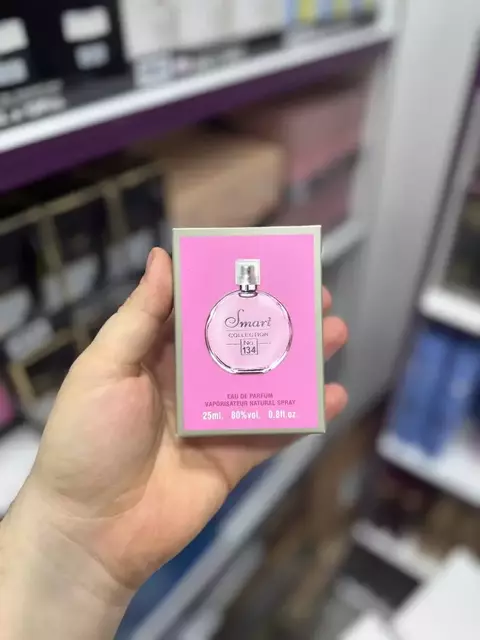 Smart
COLLECTION
No.
134
EAU DE PARFUM
VAPORISATEUR NATURAL SPRAY
25ml. 80%vol. 0.8fl.oz.